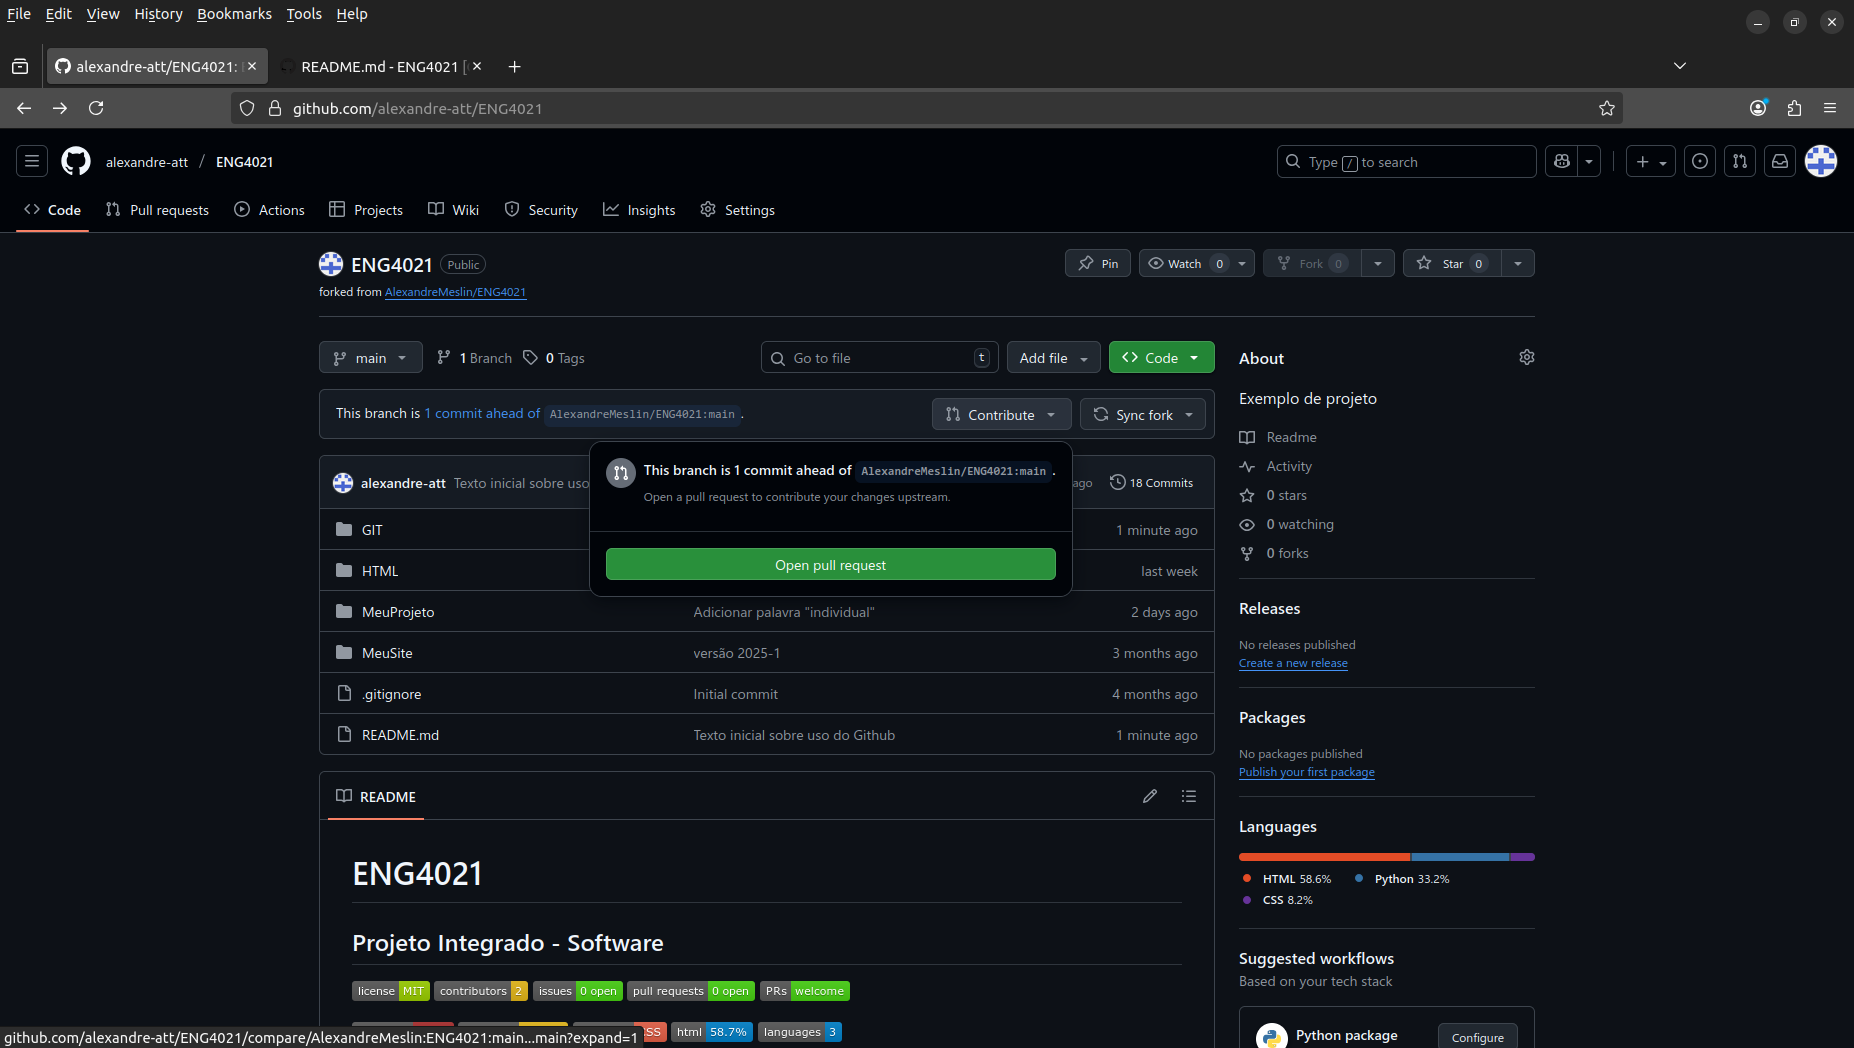 File Edit View History Bookmarks Tools Help
alexandre-att/ENG4021: README.md - ENG4021
github.com/alexandre-att/ENG4021
alexandre-att / ENG4021 Type / to search
Code Pull requests Actions Projects Wiki Security Insights Settings
ENG4021 Public Pin Watch 0 Fork 0 Star 0
forked from AlexandreMeslin/ENG4021
main 1 Branch 0 Tags Go to file t Add file Code
This branch is 1 commit ahead of AlexandreMeslin/ENG4021:main . Contribute Sync fork
This branch is 1 commit ahead of AlexandreMeslin/ENG4021:main .
Open a pull request to contribute your changes upstream.
Open pull request
alexandre-att Texto inicial sobre uso ago 18 Commits
GIT 1 minute ago
HTML last week
MeuProjeto Adicionar palavra "individual" 2 days ago
MeuSite versão 2025-1 3 months ago
.gitignore Initial commit 4 months ago
README.md Texto inicial sobre uso do Github 1 minute ago
README
ENG4021
Projeto Integrado - Software
license MIT contributors 2 issues 0 open pull requests 0 open PRs welcome
html 58.7% languages 3
About
Exemplo de projeto
Readme
Activity
0 stars
0 watching
0 forks
Releases
No releases published
Create a new release
Packages
No packages published
Publish your first package
Languages
HTML 58.6% Python 33.2%
CSS 8.2%
Suggested workflows
Based on your tech stack
Python package Configure
github.com/alexandre-att/ENG4021/compare/AlexandreMeslin:ENG4021:main...main?expand=1